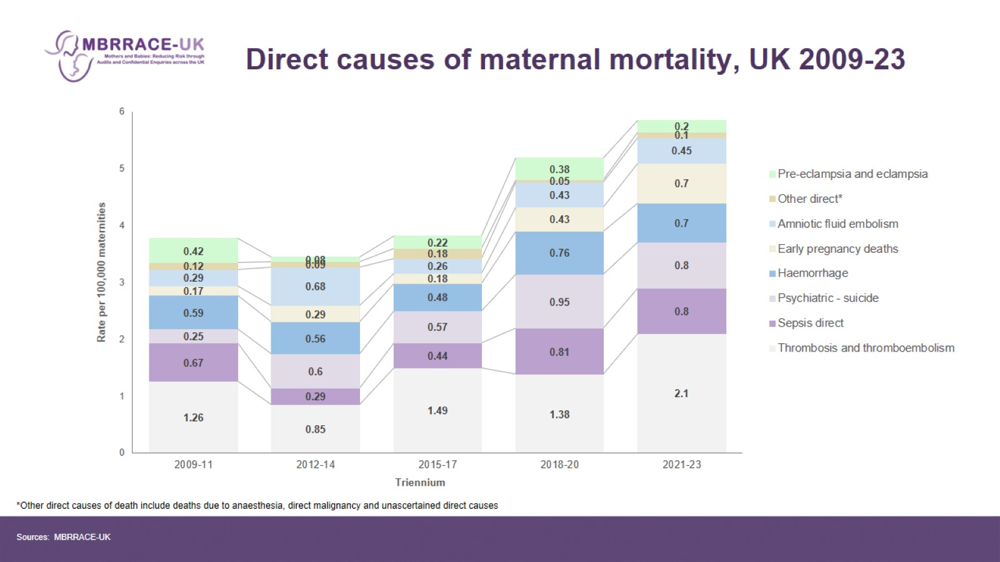 MBRRACE-UK
Mothers and Babies: Reducing Risk through
Audits and Confidential Enquiries across the UK
Direct causes of maternal mortality, UK 2009-23
Rate per 100,000 maternities
6
5
4
3
2
1
0
0.42
0.12
0.29
0.17
0.59
0.25
0.67
1.26
0.08
0.09
0.68
0.29
0.56
0.6
0.29
0.85
0.22
0.18
0.26
0.18
0.48
0.57
0.44
1.49
0.38
0.05
0.43
0.43
0.76
0.95
0.81
1.38
0.2
0.1
0.45
0.7
0.7
0.8
0.8
2.1
2009-11 2012-14 2015-17 2018-20 2021-23
Triennium
Pre-eclampsia and eclampsia
Other direct*
Amniotic fluid embolism
Early pregnancy deaths
Haemorrhage
Psychiatric - suicide
Sepsis direct
Thrombosis and thromboembolism
*Other direct causes of death include deaths due to anaesthesia, direct malignancy and unascertained direct causes
Sources: MBRRACE-UK